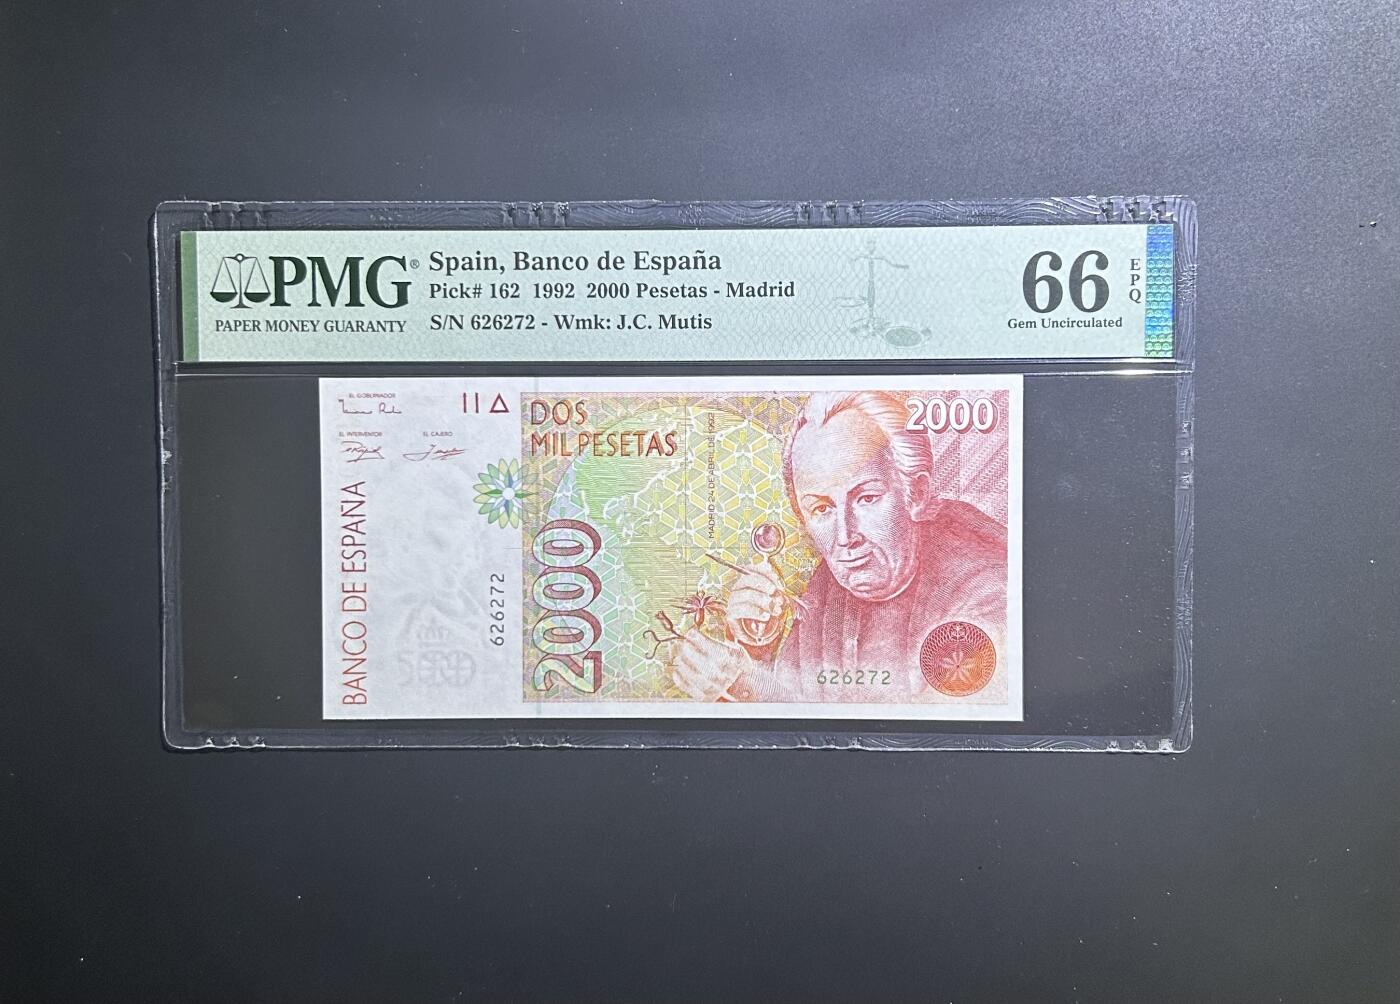 PMG®
PAPER MONEY GUARANTY
Spain, Banco de España
Pick# 162 1992 2000 Pesetas - Madrid
S/N 626272 - Wmk: J.C. Mutis
66
EPQ
Gem Uncirculated
EL GOBERNADOR
EL INTERVENTOR
EL CAJERO
BANCO DE ESPAÑA
626272
DOS
MIL PESETAS
2000
MADRID 24 DE ABRIL DE 1992
2000
626272